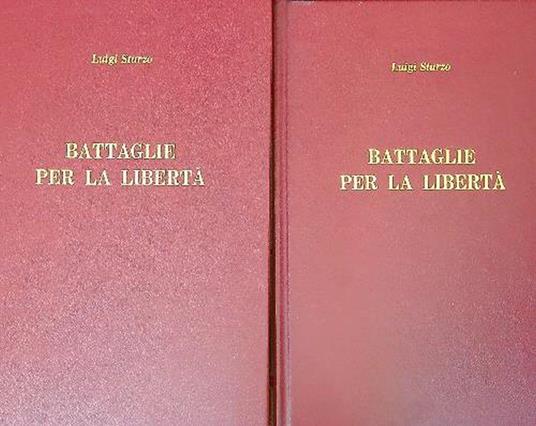 Luigi Sturzo
BATTAGLIE
PER LA LIBERTÀ
Luigi Sturzo
BATTAGLIE
PER LA LIBERTÀ